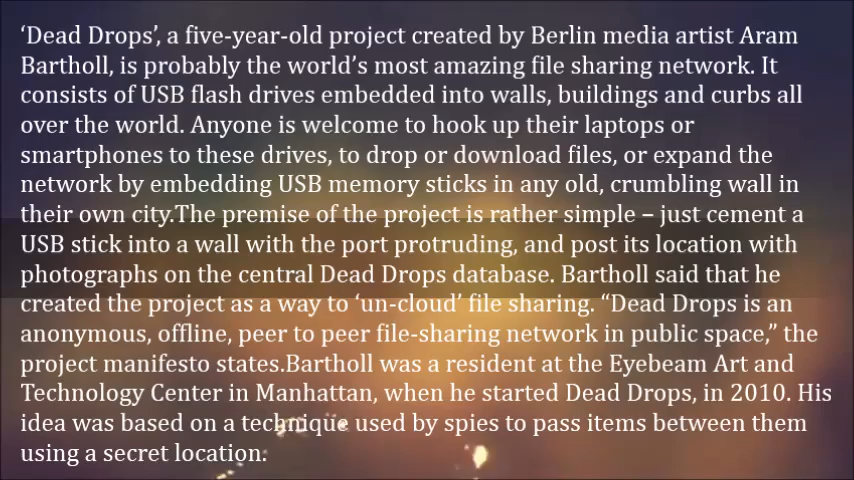 ‘Dead Drops’, a five-year-old project created by Berlin media artist Aram
Bartholl, is probably the world’s most amazing file sharing network. It
consists of USB flash drives embedded into walls, buildings and curbs all
over the world. Anyone is welcome to hook up their laptops or
smartphones to these drives, to drop or download files, or expand the
network by embedding USB memory sticks in any old, crumbling wall in
their own city.The premise of the project is rather simple – just cement a
USB stick into a wall with the port protruding, and post its location with
photographs on the central Dead Drops database. Bartholl said that he
created the project as a way to ‘un-cloud’ file sharing. “Dead Drops is an
anonymous, offline, peer to peer file-sharing network in public space,” the
project manifesto states.Bartholl was a resident at the Eyebeam Art and
Technology Center in Manhattan, when he started Dead Drops, in 2010. His
idea was based on a technique used by spies to pass items between them
using a secret location.